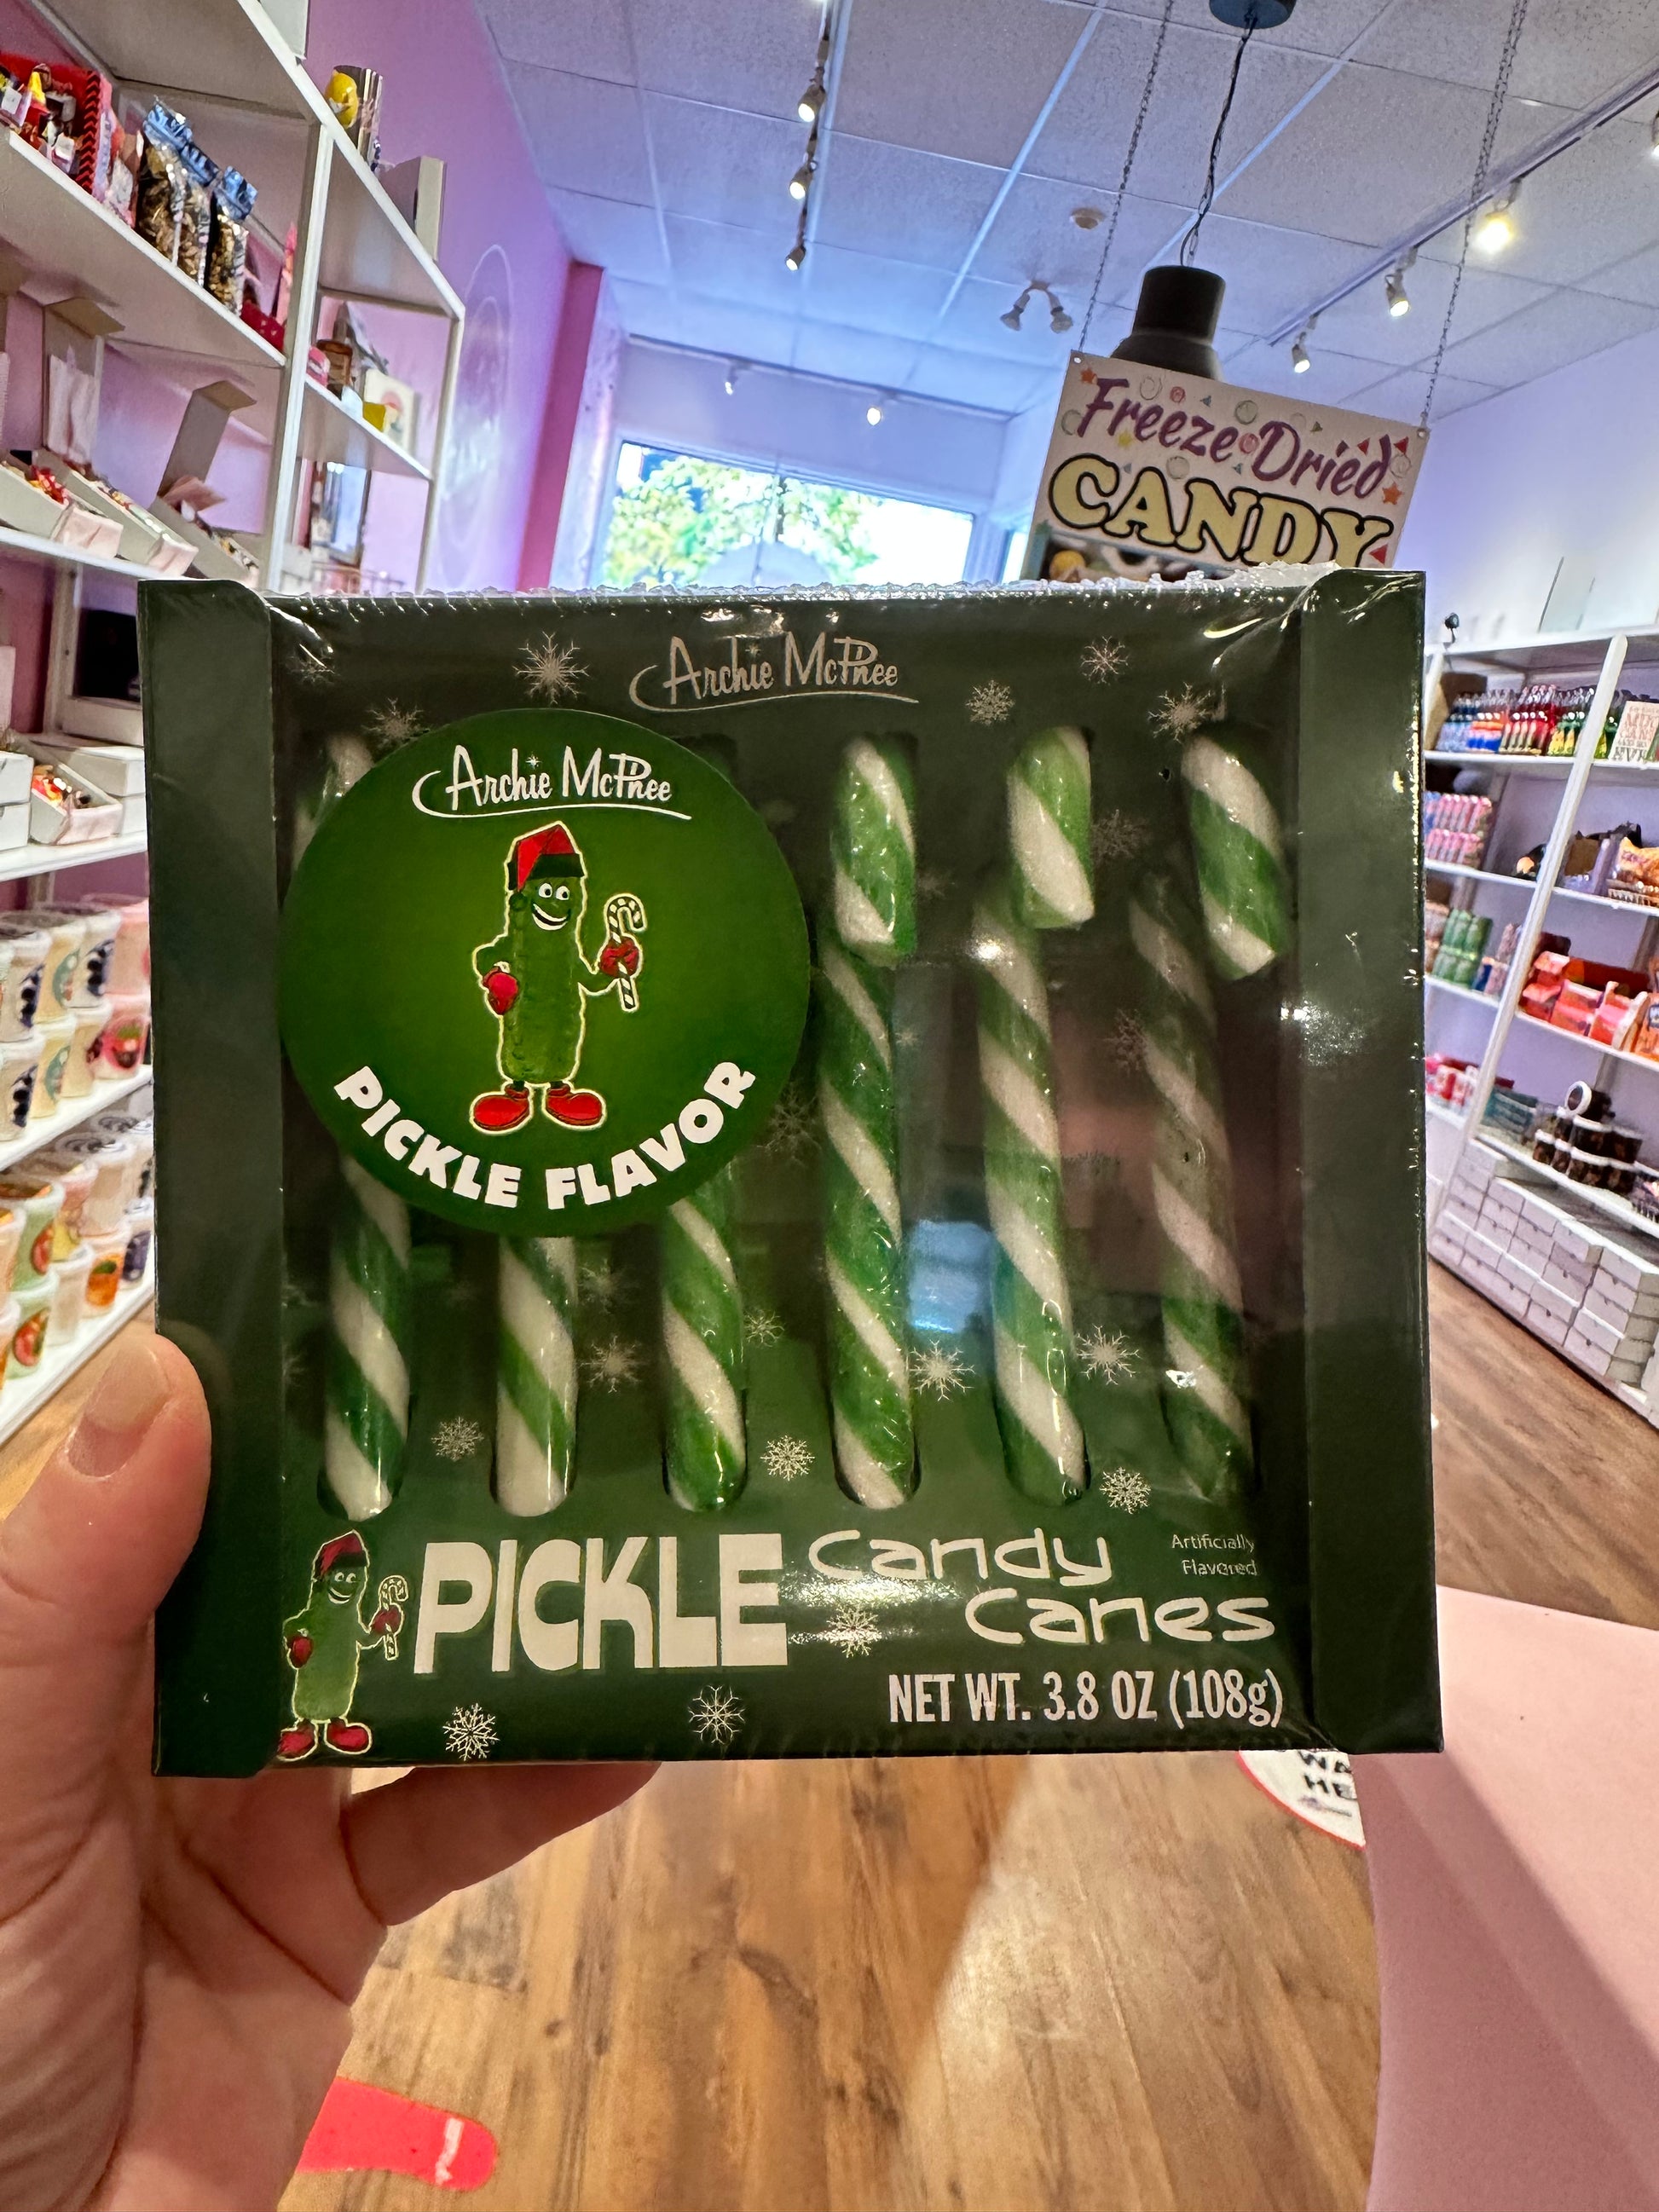 Freeze Dried
CANDY
Archie McPhee
Archie McPhee
PICKLE FLAVOR
PICKLE Candy
Canes
Artificially
Flavored
NET WT. 3.8 OZ (108g)